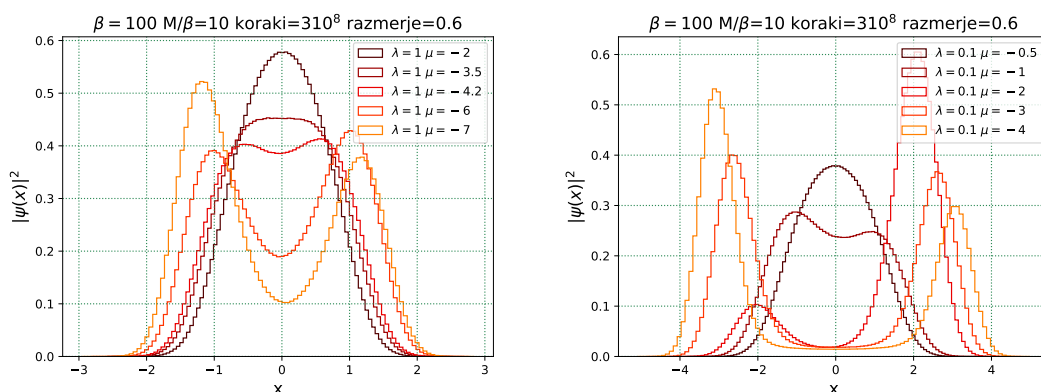 β = 100 M/β=10 koraki=310⁸ razmerje=0.6
|ψ(x)|²
0.6
0.5
0.4
0.3
0.2
0.1
0.0
λ = 1 μ = − 2
λ = 1 μ = − 3.5
λ = 1 μ = − 4.2
λ = 1 μ = − 6
λ = 1 μ = − 7
−3 −2 −1 0 1 2 3
x
β = 100 M/β=10 koraki=310⁸ razmerje=0.6
|ψ(x)|²
0.6
0.5
0.4
0.3
0.2
0.1
0.0
λ = 0.1 μ = − 0.5
λ = 0.1 μ = − 1
λ = 0.1 μ = − 2
λ = 0.1 μ = − 3
λ = 0.1 μ = − 4
−4 −2 0 2 4
x